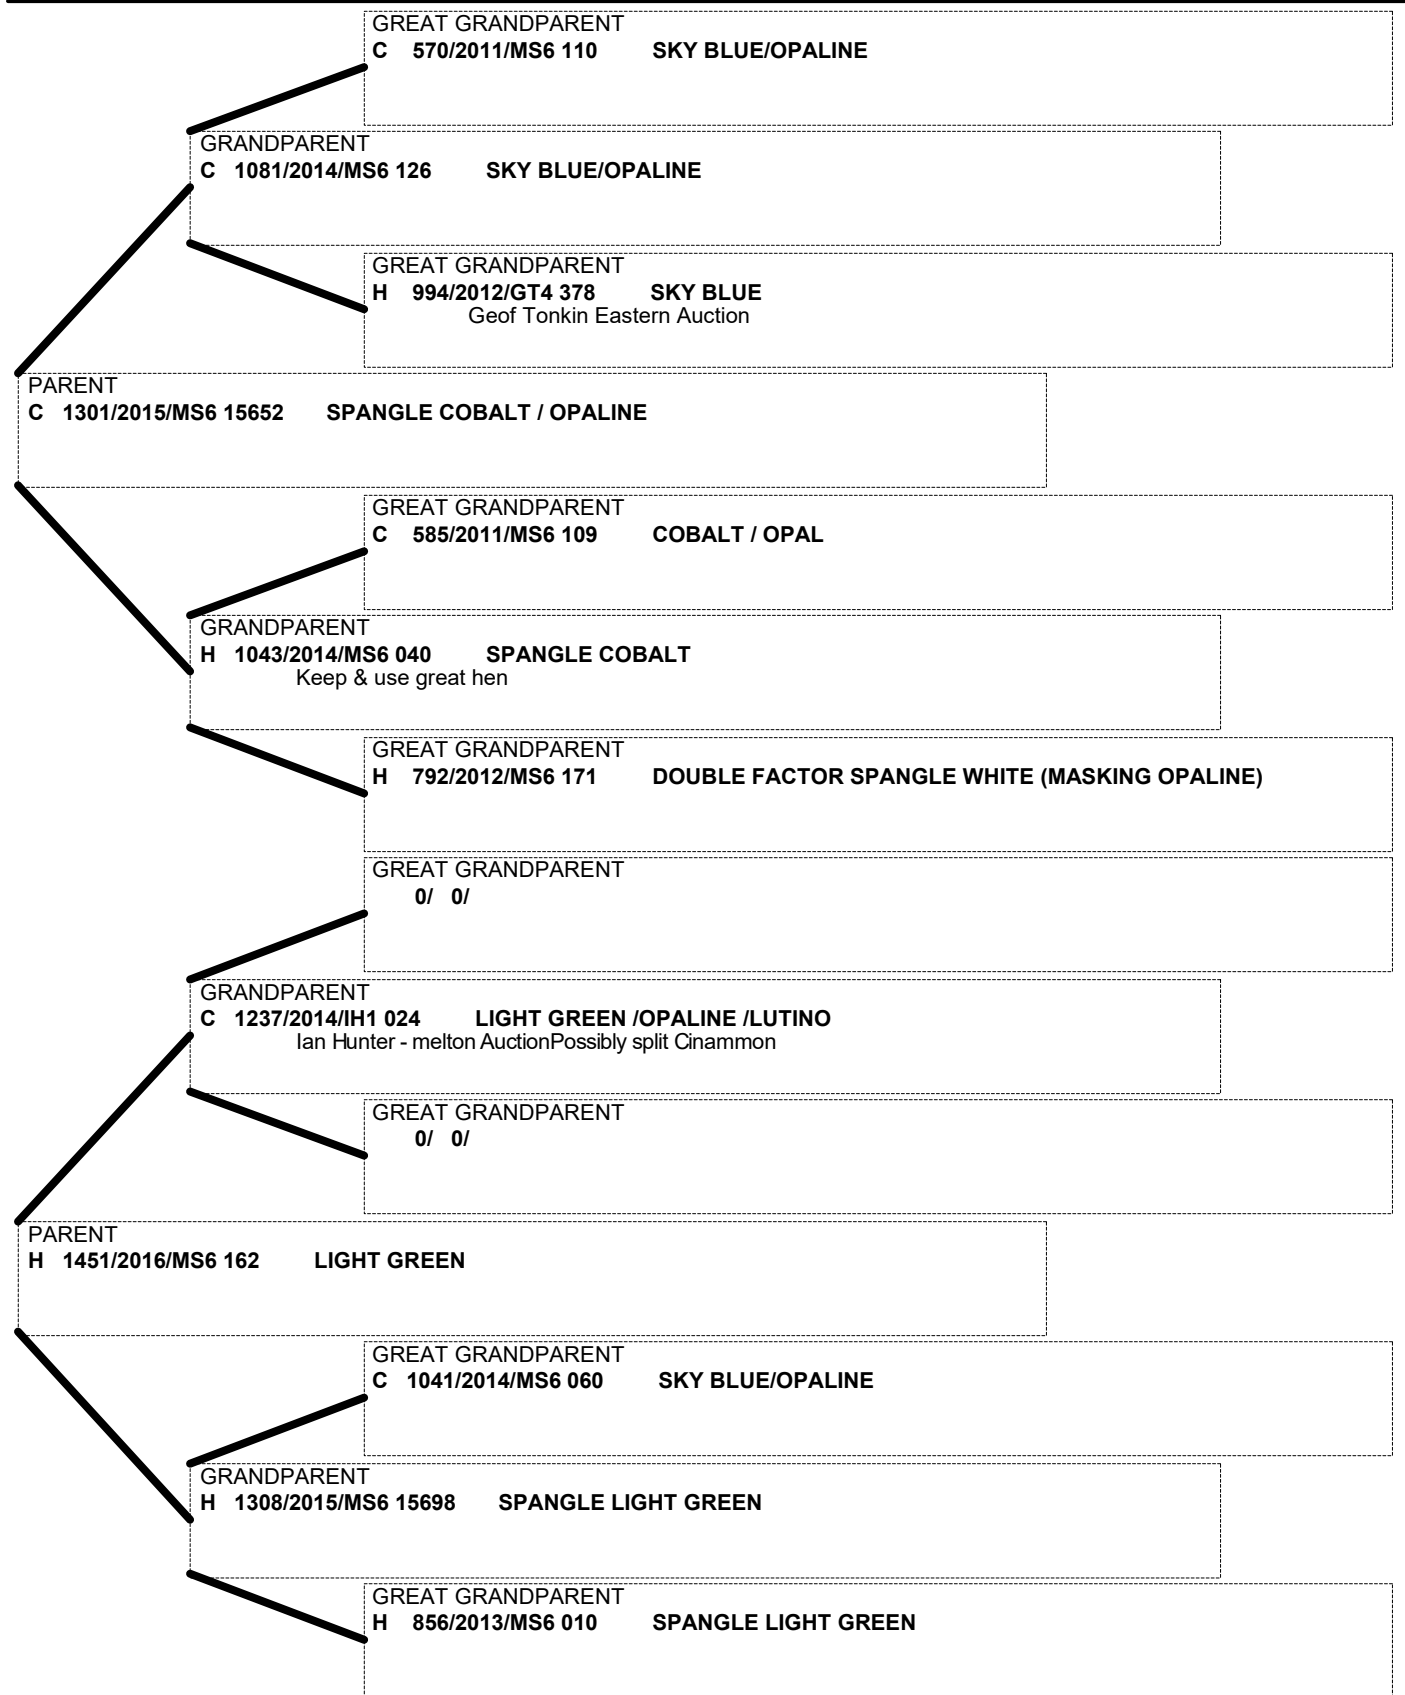 GREAT GRANDPARENT
C 570/2011/MS6 110 SKY BLUE/OPALINE
GRANDPARENT
C 1081/2014/MS6 126 SKY BLUE/OPALINE
GREAT GRANDPARENT
H 994/2012/GT4 378 SKY BLUE
Geof Tonkin Eastern Auction
PARENT
C 1301/2015/MS6 15652 SPANGLE COBALT / OPALINE
GREAT GRANDPARENT
C 585/2011/MS6 109 COBALT / OPAL
GRANDPARENT
H 1043/2014/MS6 040 SPANGLE COBALT
Keep & use great hen
GREAT GRANDPARENT
H 792/2012/MS6 171 DOUBLE FACTOR SPANGLE WHITE (MASKING OPALINE)
GREAT GRANDPARENT
0/ 0/
GRANDPARENT
C 1237/2014/IH1 024 LIGHT GREEN /OPALINE /LUTINO
Ian Hunter - melton AuctionPossibly split Cinammon
GREAT GRANDPARENT
0/ 0/
PARENT
H 1451/2016/MS6 162 LIGHT GREEN
GREAT GRANDPARENT
C 1041/2014/MS6 060 SKY BLUE/OPALINE
GRANDPARENT
H 1308/2015/MS6 15698 SPANGLE LIGHT GREEN
GREAT GRANDPARENT
H 856/2013/MS6 010 SPANGLE LIGHT GREEN